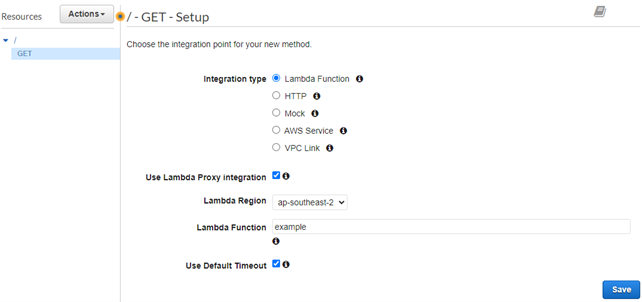 Resources
Actions
/ - GET - Setup
/
GET
Choose the integration point for your new method.
Integration type
Lambda Function
HTTP
Mock
AWS Service
VPC Link
Use Lambda Proxy integration
Lambda Region
ap-southeast-2
Lambda Function
example
Use Default Timeout
Save